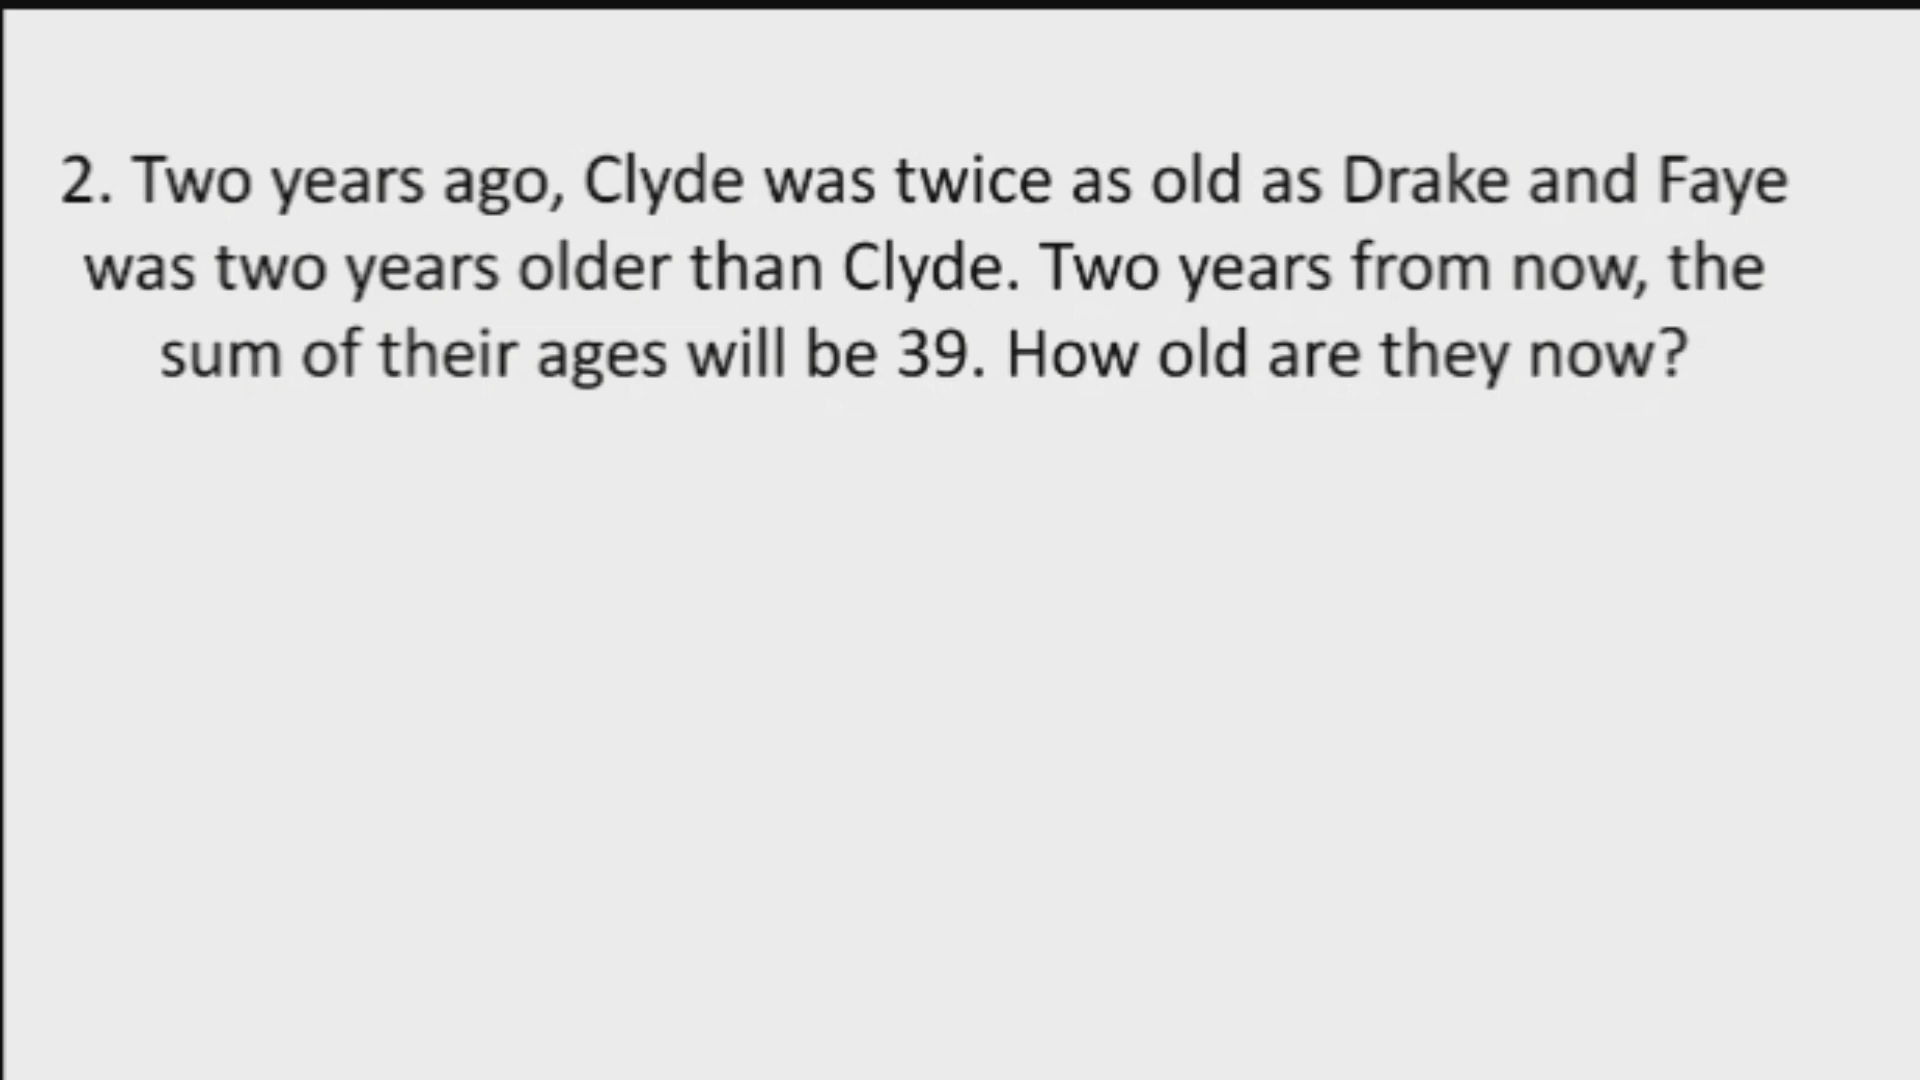 2. Two years ago, Clyde was twice as old as Drake and Faye
was two years older than Clyde. Two years from now, the
sum of their ages will be 39. How old are they now?